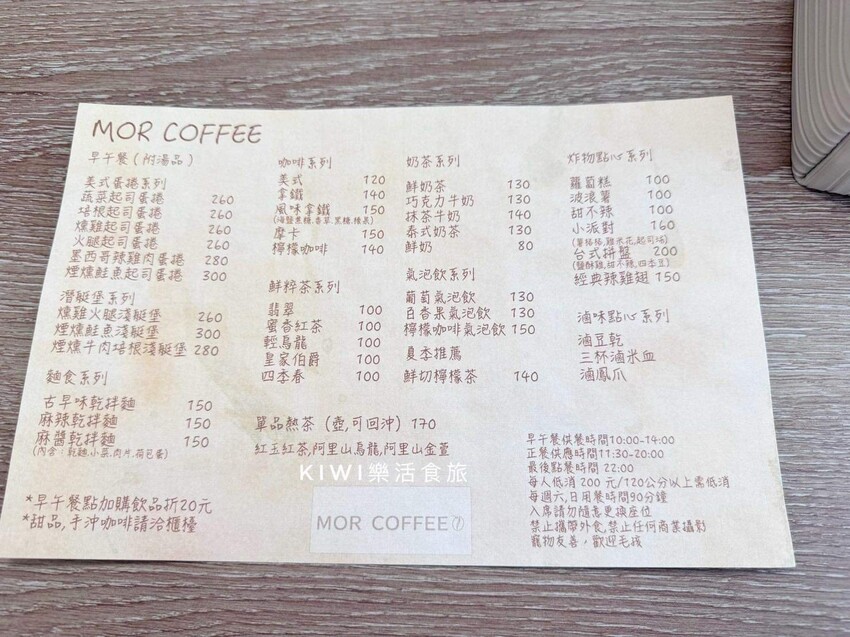 MOR COFFEE
早午餐(附湯品)
美式蛋捲系列
蔬菜起司蛋捲 260
培根起司蛋捲 260
燻雞起司蛋捲 260
火腿起司蛋捲 260
墨西哥辣雞肉蛋捲 280
煙燻鮭魚起司蛋捲 300
潛艇堡系列
燻雞火腿淺艇堡 260
煙燻鮭魚淺艇堡 300
煙燻牛肉培根淺艇堡 280
麵食系列
古早味乾拌麵 150
麻辣乾拌麵 150
麻醬乾拌麵 150
(內含:乾麵,小菜,肉片,荷包蛋)
*早午餐點加購飲品折20元
*甜品,手沖咖啡請洽櫃檯
咖啡系列
美式 120
拿鐵 140
風味拿鐵 150
(海鹽焦糖,香草,黑糖,榛果)
摩卡 150
檸檬咖啡 140
鮮粹茶系列
翡翠 100
蜜香紅茶 100
輕烏龍 100
皇家伯爵 100
四季春 100
單品熱茶(壺,可回沖) 170
紅玉紅茶,阿里山烏龍,阿里山金萱
奶茶系列
鮮奶茶 130
巧克力牛奶 130
抹茶牛奶 140
泰式奶茶 130
鮮奶 80
氣泡飲系列
葡萄氣泡飲 130
百香果氣泡飲 130
檸檬咖啡氣泡飲 150
夏季推薦
鮮切檸檬茶 140
炸物點心系列
蘿蔔糕 100
波浪薯 100
甜不辣 100
小派對 160
(薯條,雞米花,起司球)
台式拼盤 200
(鹽酥雞,甜不辣,四季豆)
經典辣雞翅 150
滷味點心系列
滷豆乾
三杯滷米血
滷鳳爪
早午餐供餐時間10:00-14:00
正餐供應時間11:30-20:00
最後點餐時間 22:00
每人低消 200 元/120公分以上需低消
每週六,日用餐時間90分鐘
入席請勿隨意更換座位
禁止攜帶外食,禁止任何商業攝影
寵物友善,歡迎毛孩
KIWI樂活食旅
MOR COFFEE⑦